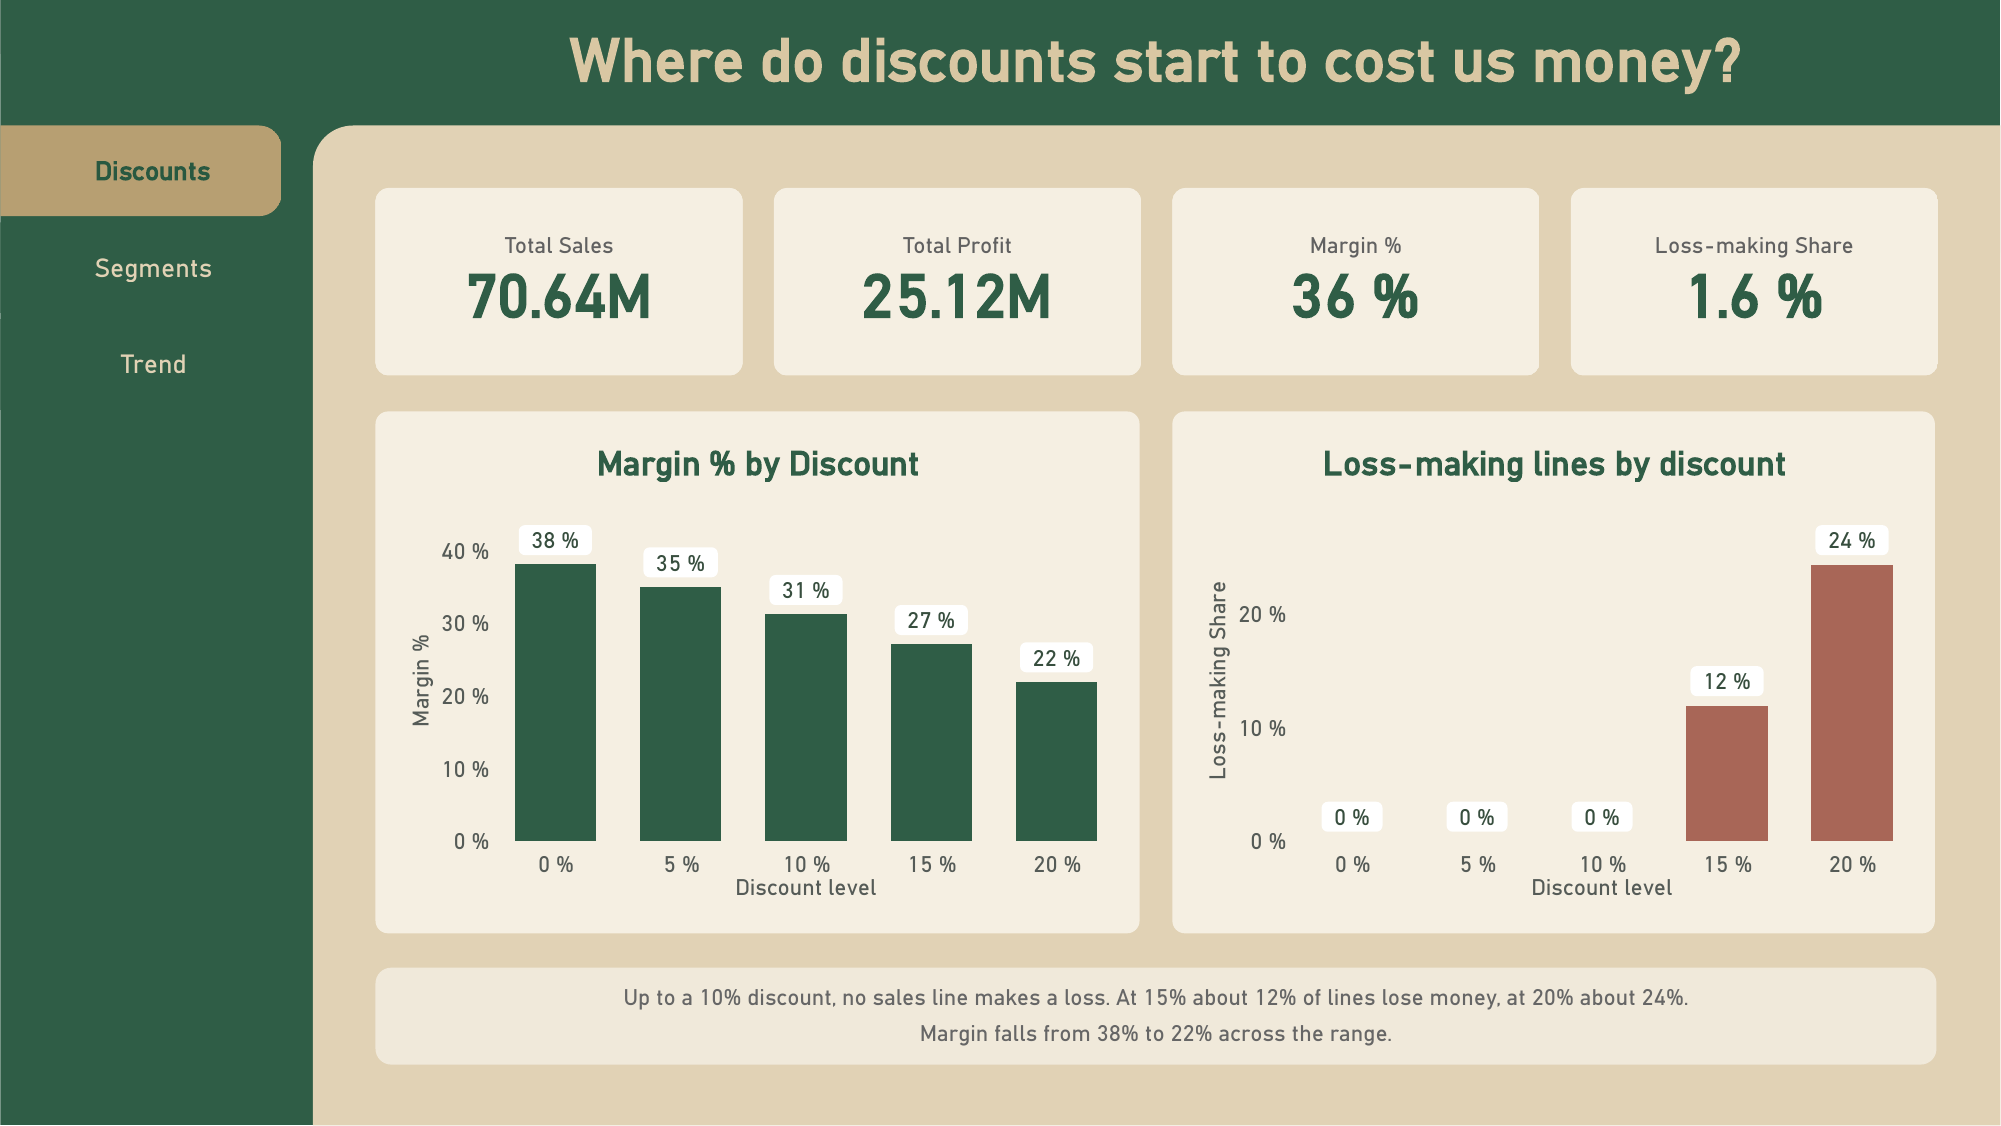 Where do discounts start to cost us money?
Discounts
Segments
Trend
Total Sales
70.64M
Total Profit
25.12M
Margin %
36 %
Loss-making Share
1.6 %
Margin % by Discount
Margin %
40 %
30 %
20 %
10 %
0 %
38 %
35 %
31 %
27 %
22 %
0 %
5 %
10 %
15 %
20 %
Discount level
Loss-making lines by discount
Loss-making Share
20 %
10 %
0 %
0 %
0 %
0 %
12 %
24 %
0 %
5 %
10 %
15 %
20 %
Discount level
Up to a 10% discount, no sales line makes a loss. At 15% about 12% of lines lose money, at 20% about 24%.
Margin falls from 38% to 22% across the range.